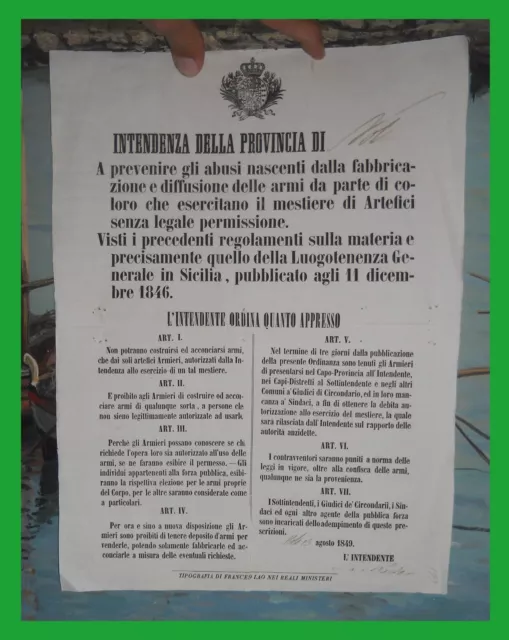 INTENDENZA DELLA PROVINCIA DI
A prevenire gli abusi nascenti dalla fabbrica-
zione e diffusione delle armi da parte di co-
loro che esercitano il mestiere di Artefici
senza legale permissione.
Visti i precedenti regolamenti sulla materia e
precisamente quello della Luogotenenza Ge-
nerale in Sicilia, pubblicato agli 11 dicem-
bre 1846.
L'INTENDENTE ORDINA QUANTO APPRESSO
ART. I.
Non potranno costruirsi ed acconciarsi armi,
che dai soli artefici Armieri, autorizzati dalla In-
tendenza allo esercizio di un tal mestiere.
ART. II.
E proibito agli Armieri di costruire ed acco-
nciare armi di qualunque sorta, a persone che
non sieno legittimamente autorizzate ad usarle.
ART. III.
Perchè gli Armieri possano conoscere se chi
richiede l'opera loro sia autorizzato all'uso delle
armi, se ne faranno esibire il permesso.—Gli
individui appartenenti alla forza pubblica, esibi-
ranno la rispettiva elezione per le armi proprie
del Corpo, per le altre saranno considerate come
a particolari.
ART. IV.
Per ora e sino a nuova disposizione gli Ar-
mieri sono proibiti di tenere deposito d'armi per
venderle, potendo solamente fabbricarle ed ac-
conciarle a misura delle eventuali richieste.
ART. V.
Nel termine di tre giorni dalla pubblicazione
della presente Ordinanza sono tenuti gli Armieri
di presentarsi nel Capo-Provincia all'Intendente,
nei Capi-Distretti al Sottintendente e negli altri
Comuni a' Giudici di Circondario, ed in loro man-
canza a' Sindaci, a fin di ottenere la debita au-
torizzazione allo esercizio del mestiere, la quale
sarà rilasciata dall'Intendente sul rapporto delle
autorità anzidette.
ART. VI.
I contravventori saranno puniti a norma delle
leggi in vigore, oltre alla confisca delle armi,
qualunque ne sia la provenienza.
ART. VII.
I Sottintendenti, i Giudici de' Circondarii, i Sin-
daci ed ogni altro agente della pubblica forza
sono incaricati dello adempimento di queste pre-
scrizioni.
agosto 1849.
L'INTENDENTE
TIPOGRAFIA DI FRANCESCO LAO NEI REALI MINISTERI